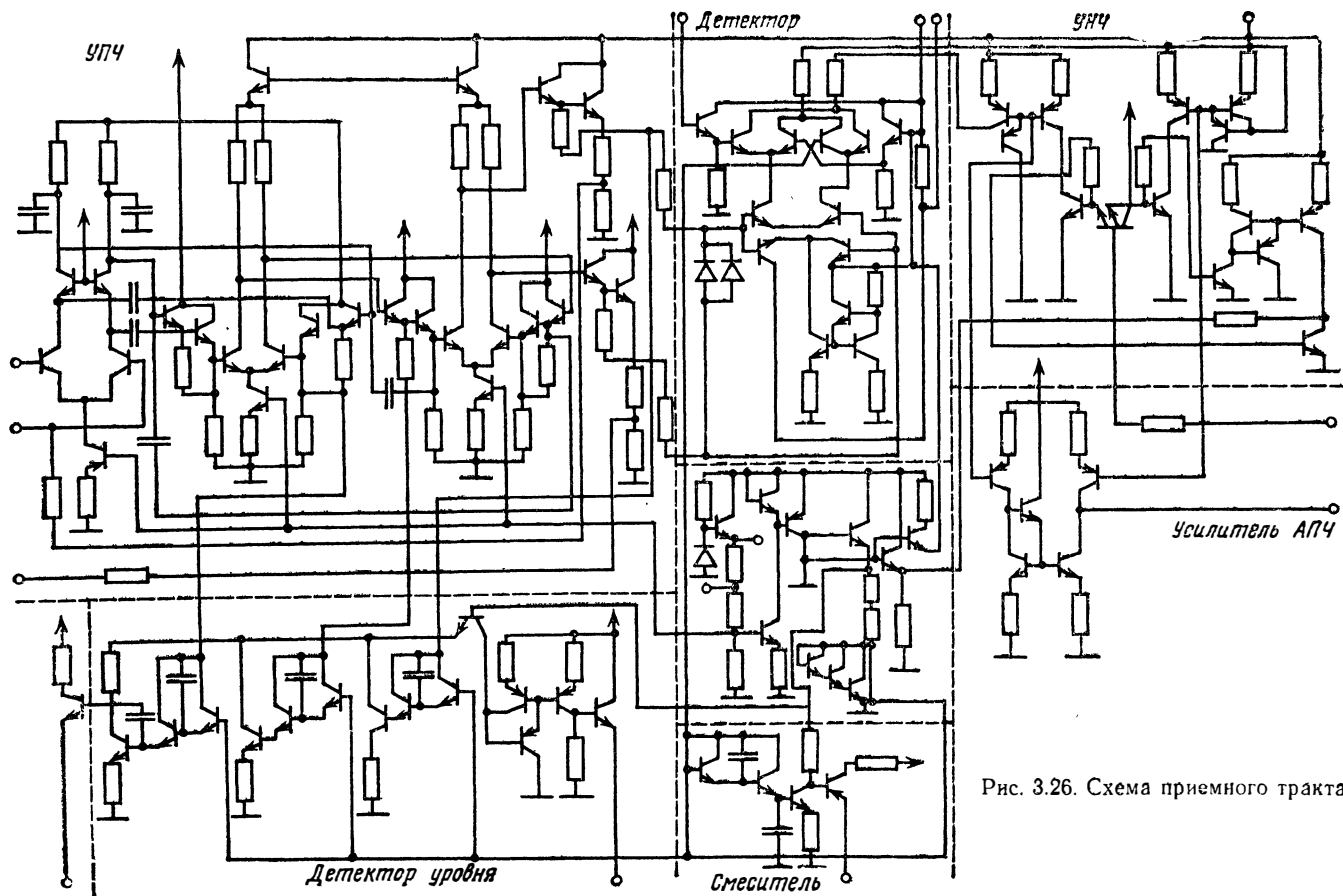 УПЧ
Детектор
УНЧ
Усилитель АПЧ
Детектор уровня
Смеситель
Рис. 3.26. Схема приемного тракта